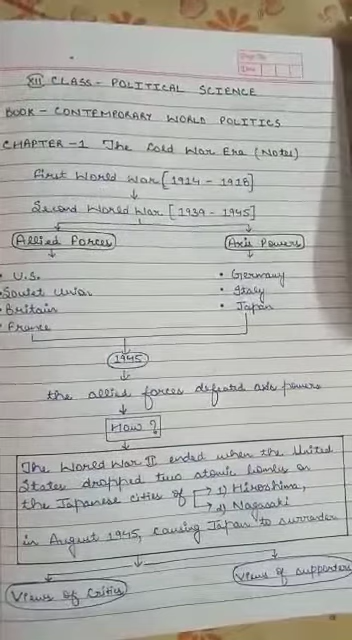 XII CLASS - POLITICAL SCIENCE
BOOK - CONTEMPORARY WORLD POLITICS
CHAPTER -1 The Cold War Era (Notes)
First World War [1914 - 1918]
Second World War [1939 - 1945]
Allied Forces Axis Powers
• U.S. • Germany
• Soviet Union • Italy
• Britain • Japan
• France
1945
the allied forces defeated axis powers
How?
The World War II ended when the United
States dropped two atomic bombs on
the Japanese cities of → 1) Hiroshima,
→ 2) Nagasaki
in August 1945, causing Japan to surrender
Views of Critics Views of supporters